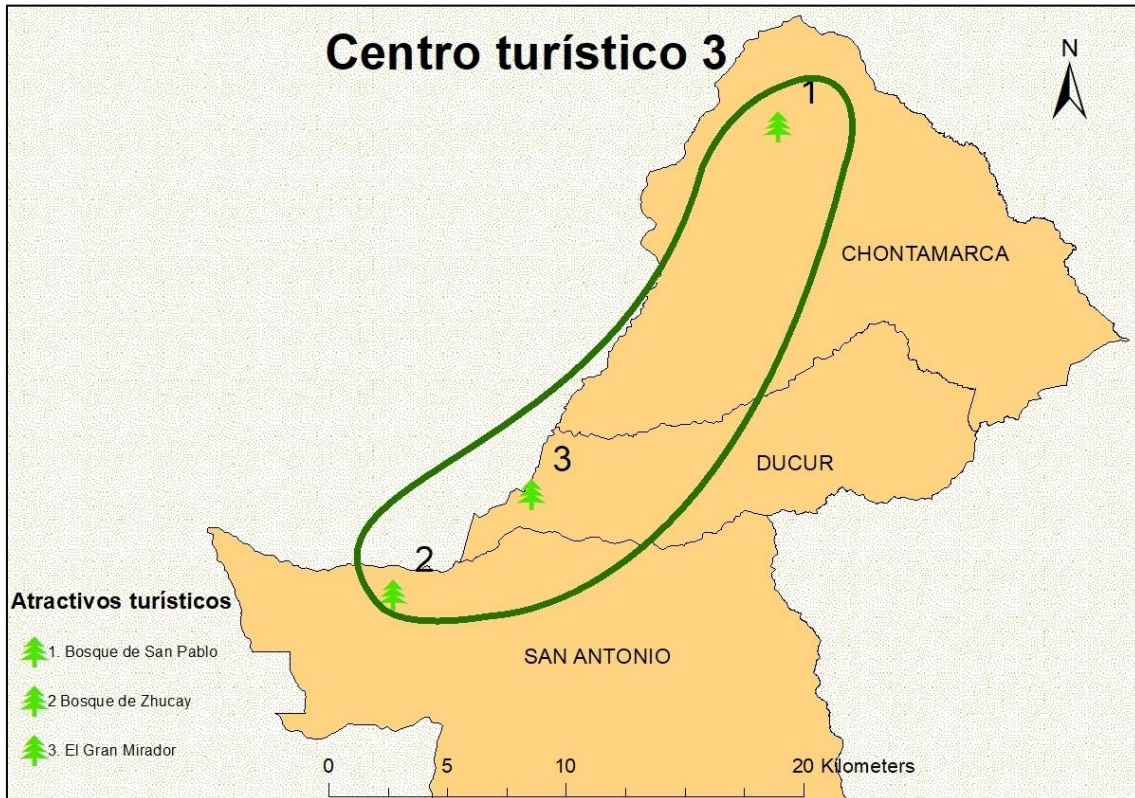 Centro turístico 3
N
1
CHONTAMARCA
3
DUCUR
2
Atractivos turísticos
SAN ANTONIO
1. Bosque de San Pablo
2 Bosque de Zhucay
3. El Gran Mirador
0 5 10 20 Kilometers